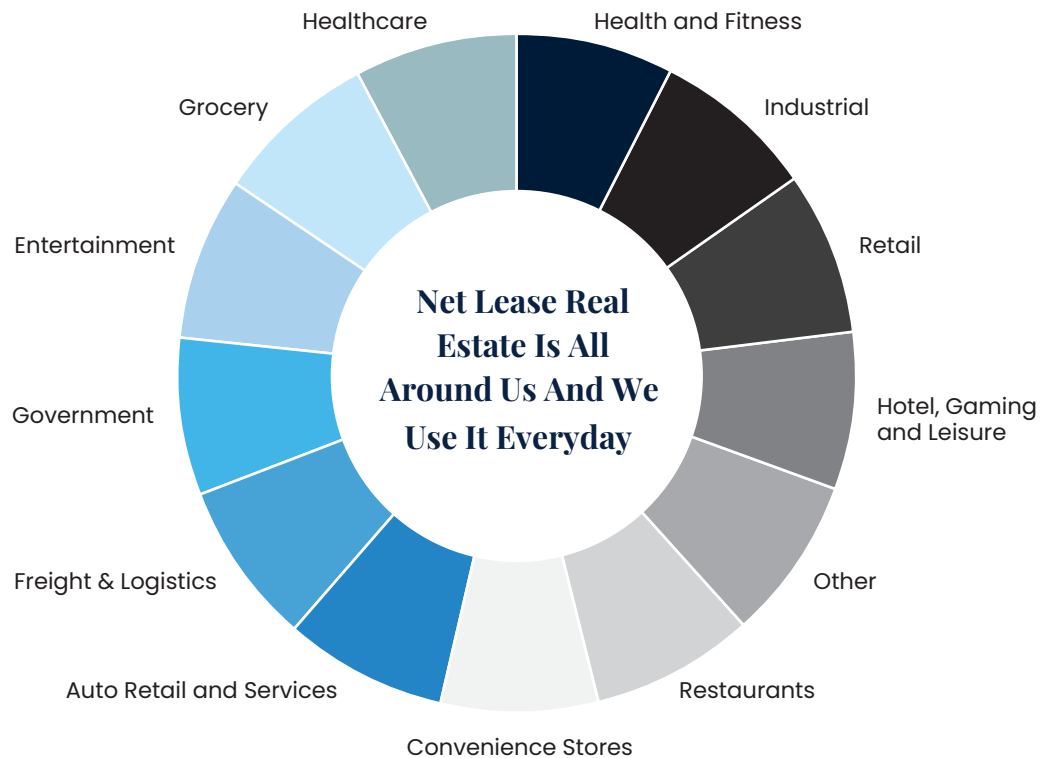 Healthcare
Health and Fitness
Grocery
Industrial
Entertainment
Retail
Net Lease Real
Estate Is All
Around Us And We
Use It Everyday
Government
Hotel, Gaming
and Leisure
Freight & Logistics
Other
Auto Retail and Services
Restaurants
Convenience Stores